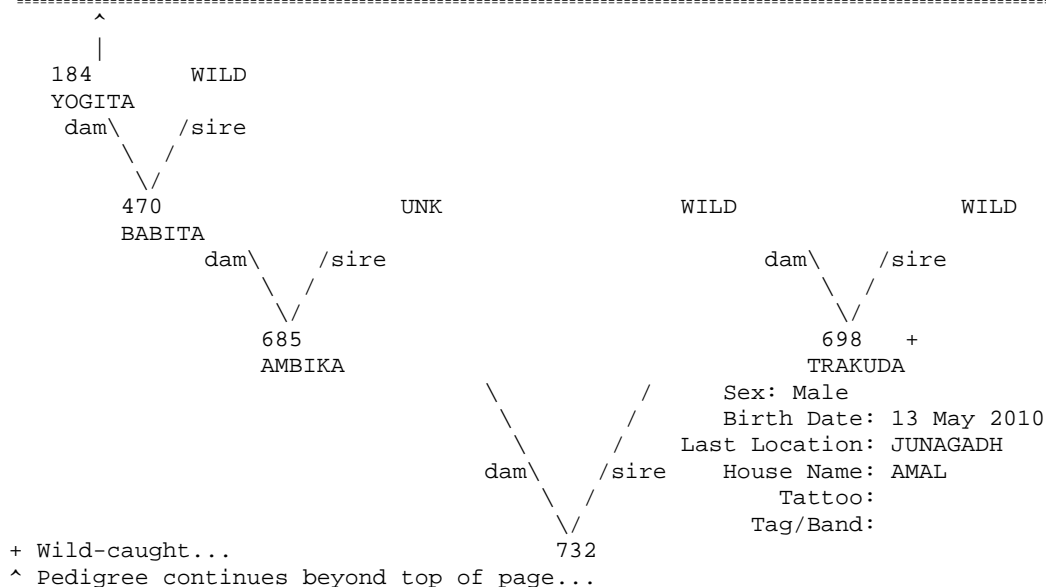 ================================================================================
^
|
184 WILD
YOGITA
dam\ /sire
\ /
\/
470 UNK WILD WILD
BABITA
dam\ /sire dam\ /sire
\ / \ /
\/ \/
685 698 +
AMBIKA TRAKUDA
\ / Sex: Male
\ / Birth Date: 13 May 2010
\ / Last Location: JUNAGADH
dam\ /sire House Name: AMAL
\ / Tattoo:
\/ Tag/Band:
+ Wild-caught... 732
^ Pedigree continues beyond top of page...